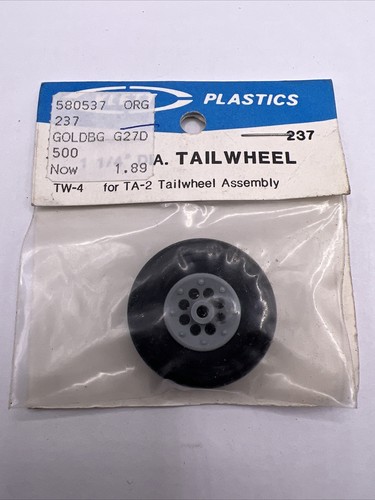 PLASTICS
580537 ORG
237
GOLDBG G27D
500
Now 1.89
237
DIA. TAILWHEEL
TW-4 for TA-2 Tailwheel Assembly